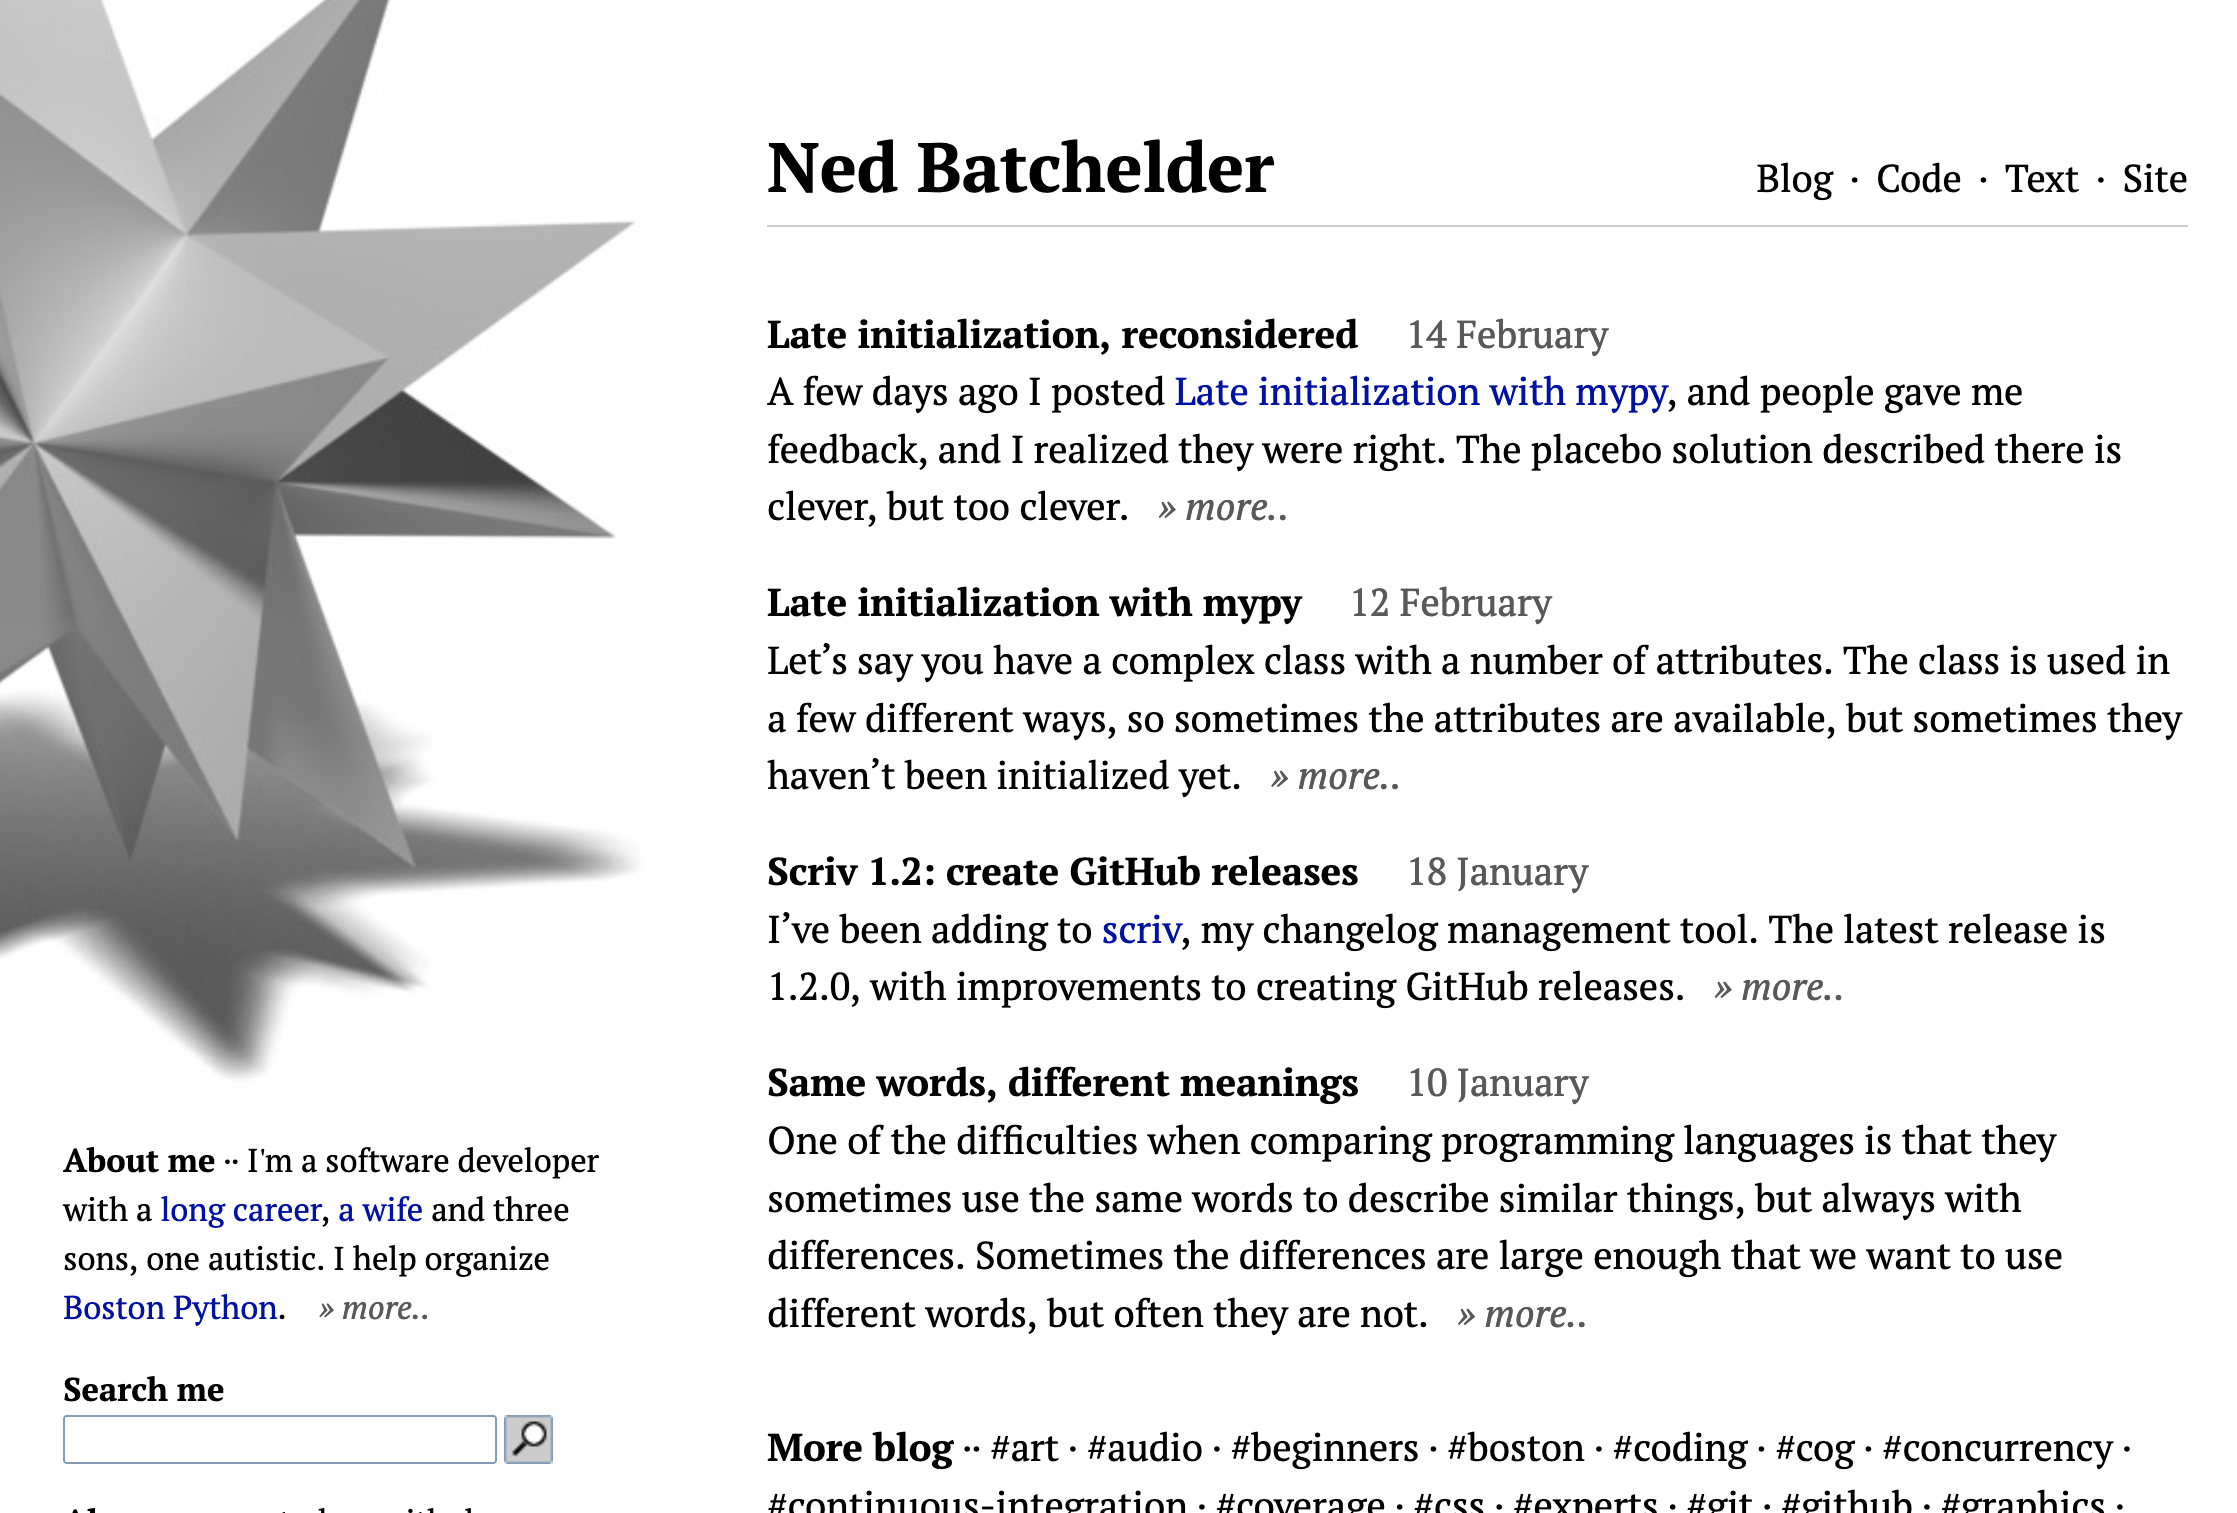 Ned Batchelder
Blog · Code · Text · Site
Late initialization, reconsidered 14 February
A few days ago I posted Late initialization with mypy, and people gave me
feedback, and I realized they were right. The placebo solution described there is
clever, but too clever. » more..
Late initialization with mypy 12 February
Let’s say you have a complex class with a number of attributes. The class is used in
a few different ways, so sometimes the attributes are available, but sometimes they
haven’t been initialized yet. » more..
Scriv 1.2: create GitHub releases 18 January
I’ve been adding to scriv, my changelog management tool. The latest release is
1.2.0, with improvements to creating GitHub releases. » more..
Same words, different meanings 10 January
One of the difficulties when comparing programming languages is that they
sometimes use the same words to describe similar things, but always with
differences. Sometimes the differences are large enough that we want to use
different words, but often they are not. » more..
More blog ·· #art · #audio · #beginners · #boston · #coding · #cog · #concurrency ·
#continuous-integration · #coverage · #css · #experts · #git · #github · #graphics ·
About me ·· I'm a software developer
with a long career, a wife and three
sons, one autistic. I help organize
Boston Python. » more..
Search me